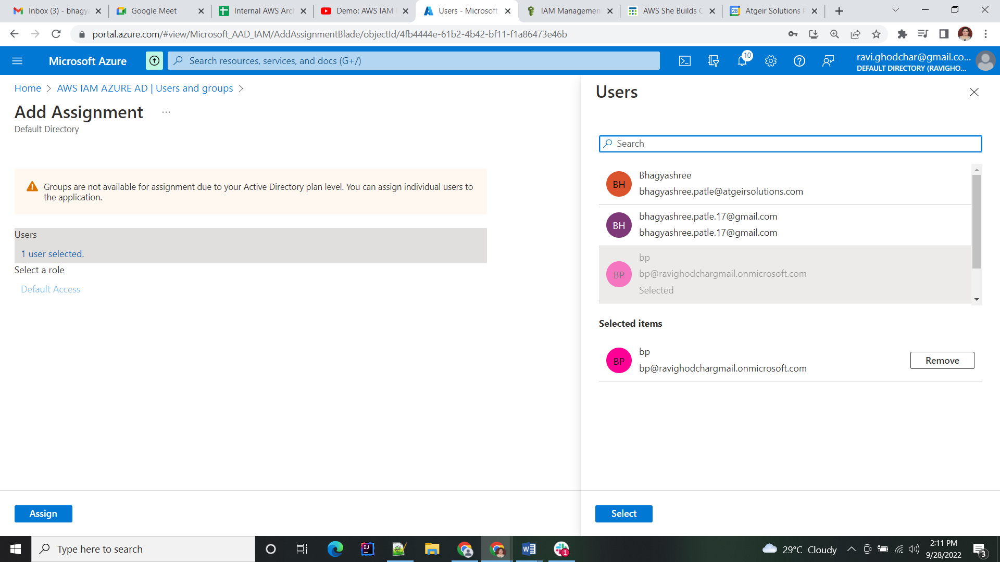 Inbox (3) - bhagya
Google Meet
Internal AWS Arch
Demo: AWS IAM
Users - Microsoft
IAM Management
AWS She Builds C
28
Atgeir Solutions F
portal.azure.com/#view/Microsoft_AAD_IAM/AddAssignmentBlade/objectId/4fb4444e-61b2-4b42-bf11-f1a86473e46b
Microsoft Azure
Search resources, services, and docs (G+/)
10
ravi.ghodchar@gmail.co...
DEFAULT DIRECTORY (RAVIGHO...
Home > AWS IAM AZURE AD | Users and groups >
Add Assignment ...
Default Directory
Groups are not available for assignment due to your Active Directory plan level. You can assign individual users to
the application.
Users
1 user selected.
Select a role
Default Access
Assign
Users
Search
BH
Bhagyashree
bhagyashree.patle@atgeirsolutions.com
BH
bhagyashree.patle.17@gmail.com
bhagyashree.patle.17@gmail.com
BP
bp
bp@ravighodchargmail.onmicrosoft.com
Selected
Selected items
BP
bp
bp@ravighodchargmail.onmicrosoft.com
Remove
Select
Type here to search
IJ
W
1
29°C Cloudy
2:11 PM
9/28/2022
3